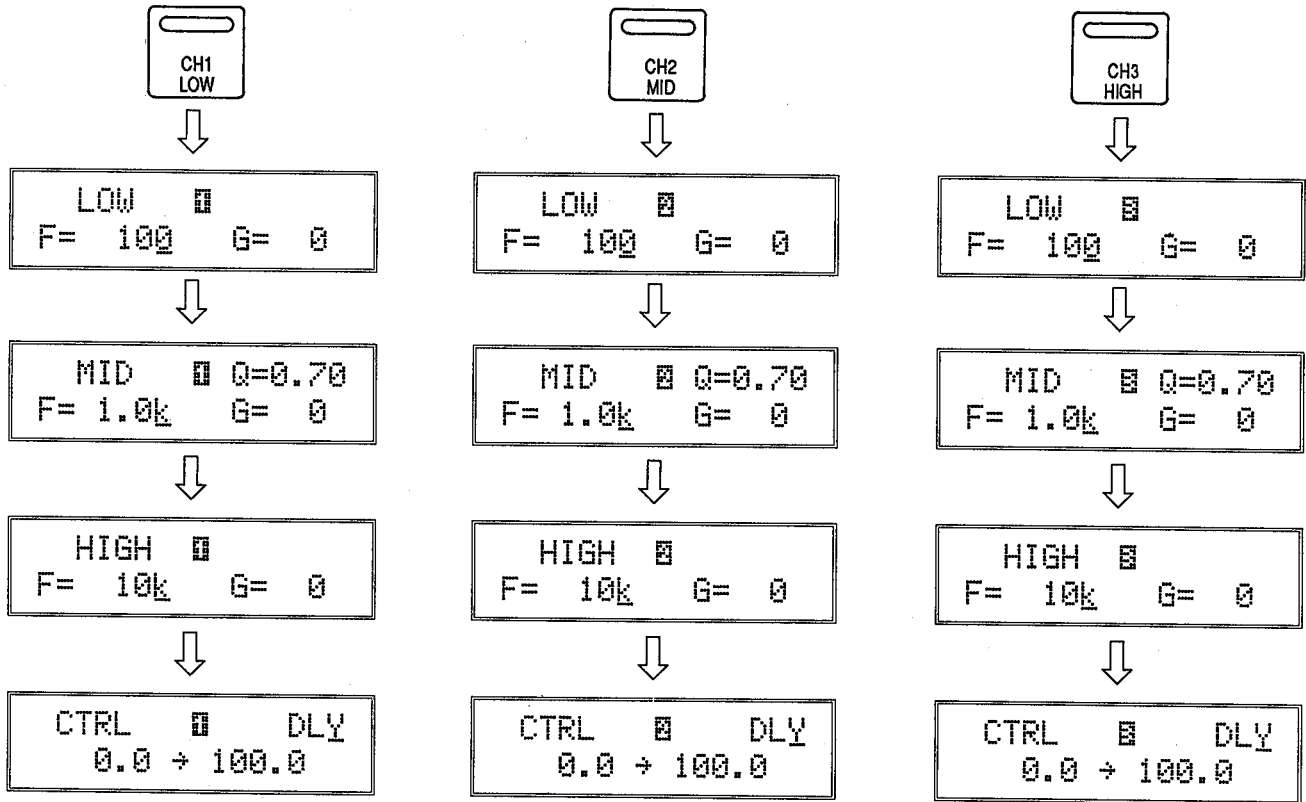 CH1
LOW
LOW 1
F= 100 G= 0
MID 1 Q=0.70
F= 1.0k G= 0
HIGH 1
F= 10k G= 0
CTRL 1 DLY
0.0 → 100.0
CH2
MID
LOW 2
F= 100 G= 0
MID 2 Q=0.70
F= 1.0k G= 0
HIGH 2
F= 10k G= 0
CTRL 2 DLY
0.0 → 100.0
CH3
HIGH
LOW 3
F= 100 G= 0
MID 3 Q=0.70
F= 1.0k G= 0
HIGH 3
F= 10k G= 0
CTRL 3 DLY
0.0 → 100.0